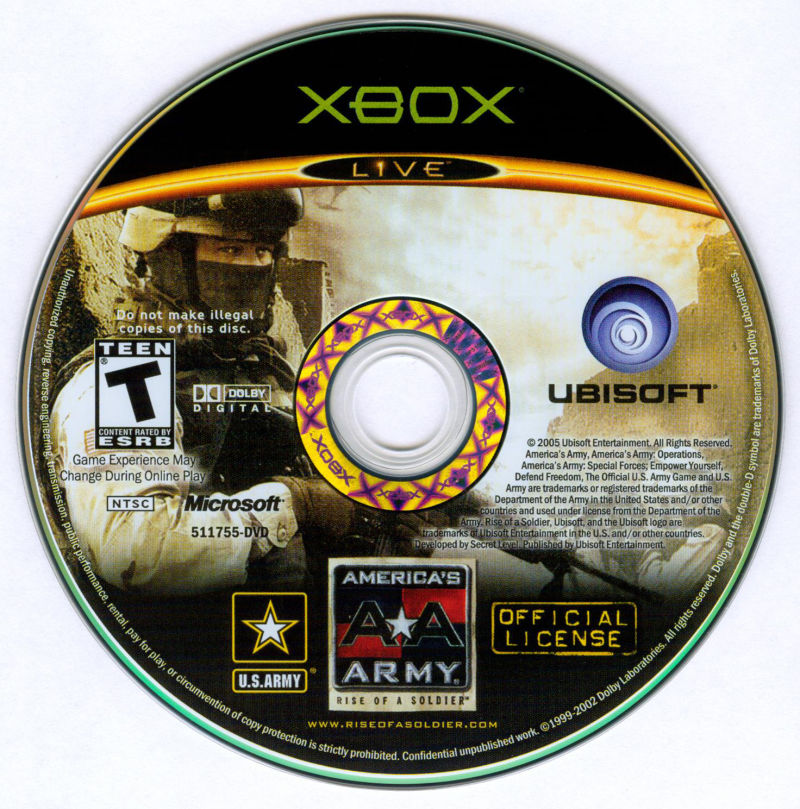 XBOX
L1VE™
Do not make illegal
copies of this disc.
TEEN
T
®
CONTENT RATED BY
ESRB
DOLBY
DIGITAL
Game Experience May
Change During Online Play
NTSC
Microsoft®
511755-DVD
XBOX
UBISOFT®
© 2005 Ubisoft Entertainment. All Rights Reserved.
America's Army, America's Army: Operations,
America's Army: Special Forces; Empower Yourself,
Defend Freedom, The Official U.S. Army Game and U.S.
Army are trademarks or registered trademarks of the
Department of the Army in the United States and/or other
countries and used under license from the Department of the
Army. Rise of a Soldier, Ubisoft, and the Ubisoft logo are
trademarks of Ubisoft Entertainment in the U.S. and/or other countries.
Developed by Secret Level. Published by Ubisoft Entertainment.
U.S.ARMY®
AMERICA'S
AA
ARMY®
RISE OF A SOLDIER™
OFFICIAL
LICENSE
WWW.RISEOFASOLDIER.COM
Unauthorized copying, reverse engineering, transmission, public performance, rental, pay for play, or circumvention of copy protection is strictly prohibited. Confidential unpublished work. ©1999-2002 Dolby Laboratories. All rights reserved. Dolby and the double-D symbol are trademarks of Dolby Laboratories.